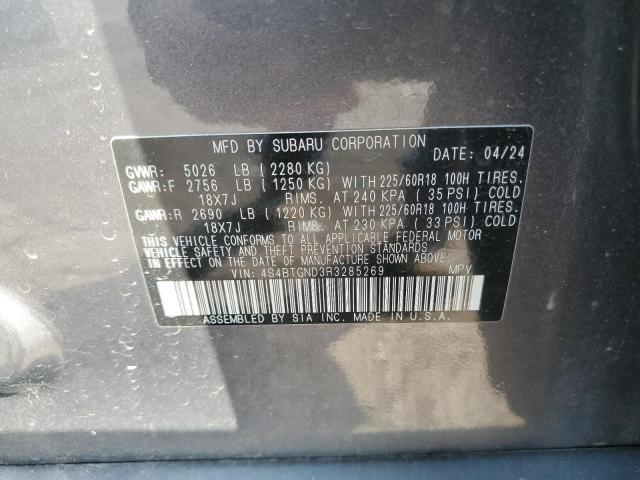 MFD BY SUBARU CORPORATION
DATE: 04/24
GVWR: 5026 LB (2280 KG)
GAWR:F 2756 LB (1250 KG) WITH 225/60R18 100H TIRES.
18X7J RIMS. AT 240 KPA (35 PSI) COLD
GAWR:R 2690 LB (1220 KG) WITH 225/60R18 100H TIRES.
18X7J RIMS. AT 230 KPA (33 PSI) COLD
THIS VEHICLE CONFORMS TO ALL APPLICABLE FEDERAL MOTOR
VEHICLE SAFETY AND THEFT PREVENTION STANDARDS
IN EFFECT ON THE DATE OF MANUFACTURE SHOWN ABOVE.
VIN: 4S4BTGND3R3285269 MPV
ASSEMBLED BY SIA INC. MADE IN U.S.A.